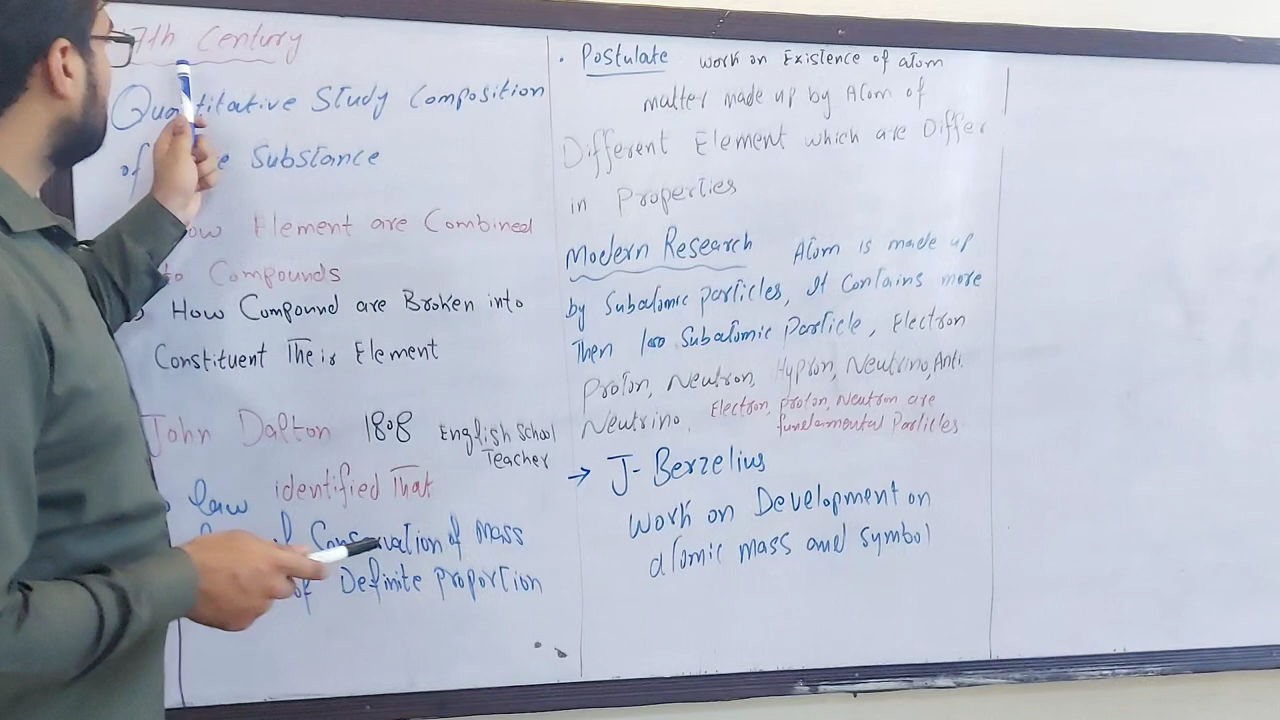 7th Century
Quantitative Study Composition
of Substance
Element are Combined
to Compounds
How Compound are Broken into
Constituent Their Element
John Dalton 1808 English School
Teacher
law identified That
Conservation of Mass
of Definite proportion
. Postulate work on Existence of atom
matter made up by Atom of
Different Element which are Differ
in Properties
Modern Research Atom is made up
by Subatomic particles, It Contains more
Then 100 Subatomic Particle, Electron
Proton, Neutron, Hypron, Neutrino, Anti.
Neutrino. Electron, proton, Neutron are
fundamental Particles
→ J- Berzelius
work on Development on
atomic mass and symbol